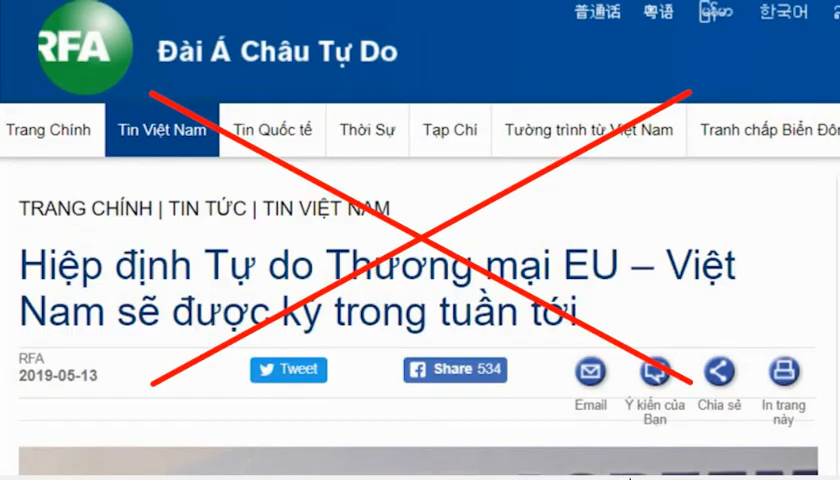 普通话 粤语 မြန်မာ 한국어
RFA Đài Á Châu Tự Do
Trang Chính Tin Việt Nam Tin Quốc tế Thời Sự Tạp Chí Tường trình từ Việt Nam Tranh chấp Biển Đôn
TRANG CHÍNH | TIN TỨC | TIN VIỆT NAM
Hiệp định Tự do Thương mại EU – Việt
Nam sẽ được ký trong tuần tới
RFA
2019-05-13
Tweet Share 534
Email Ý kiến của Bạn Chia sẻ In trang này